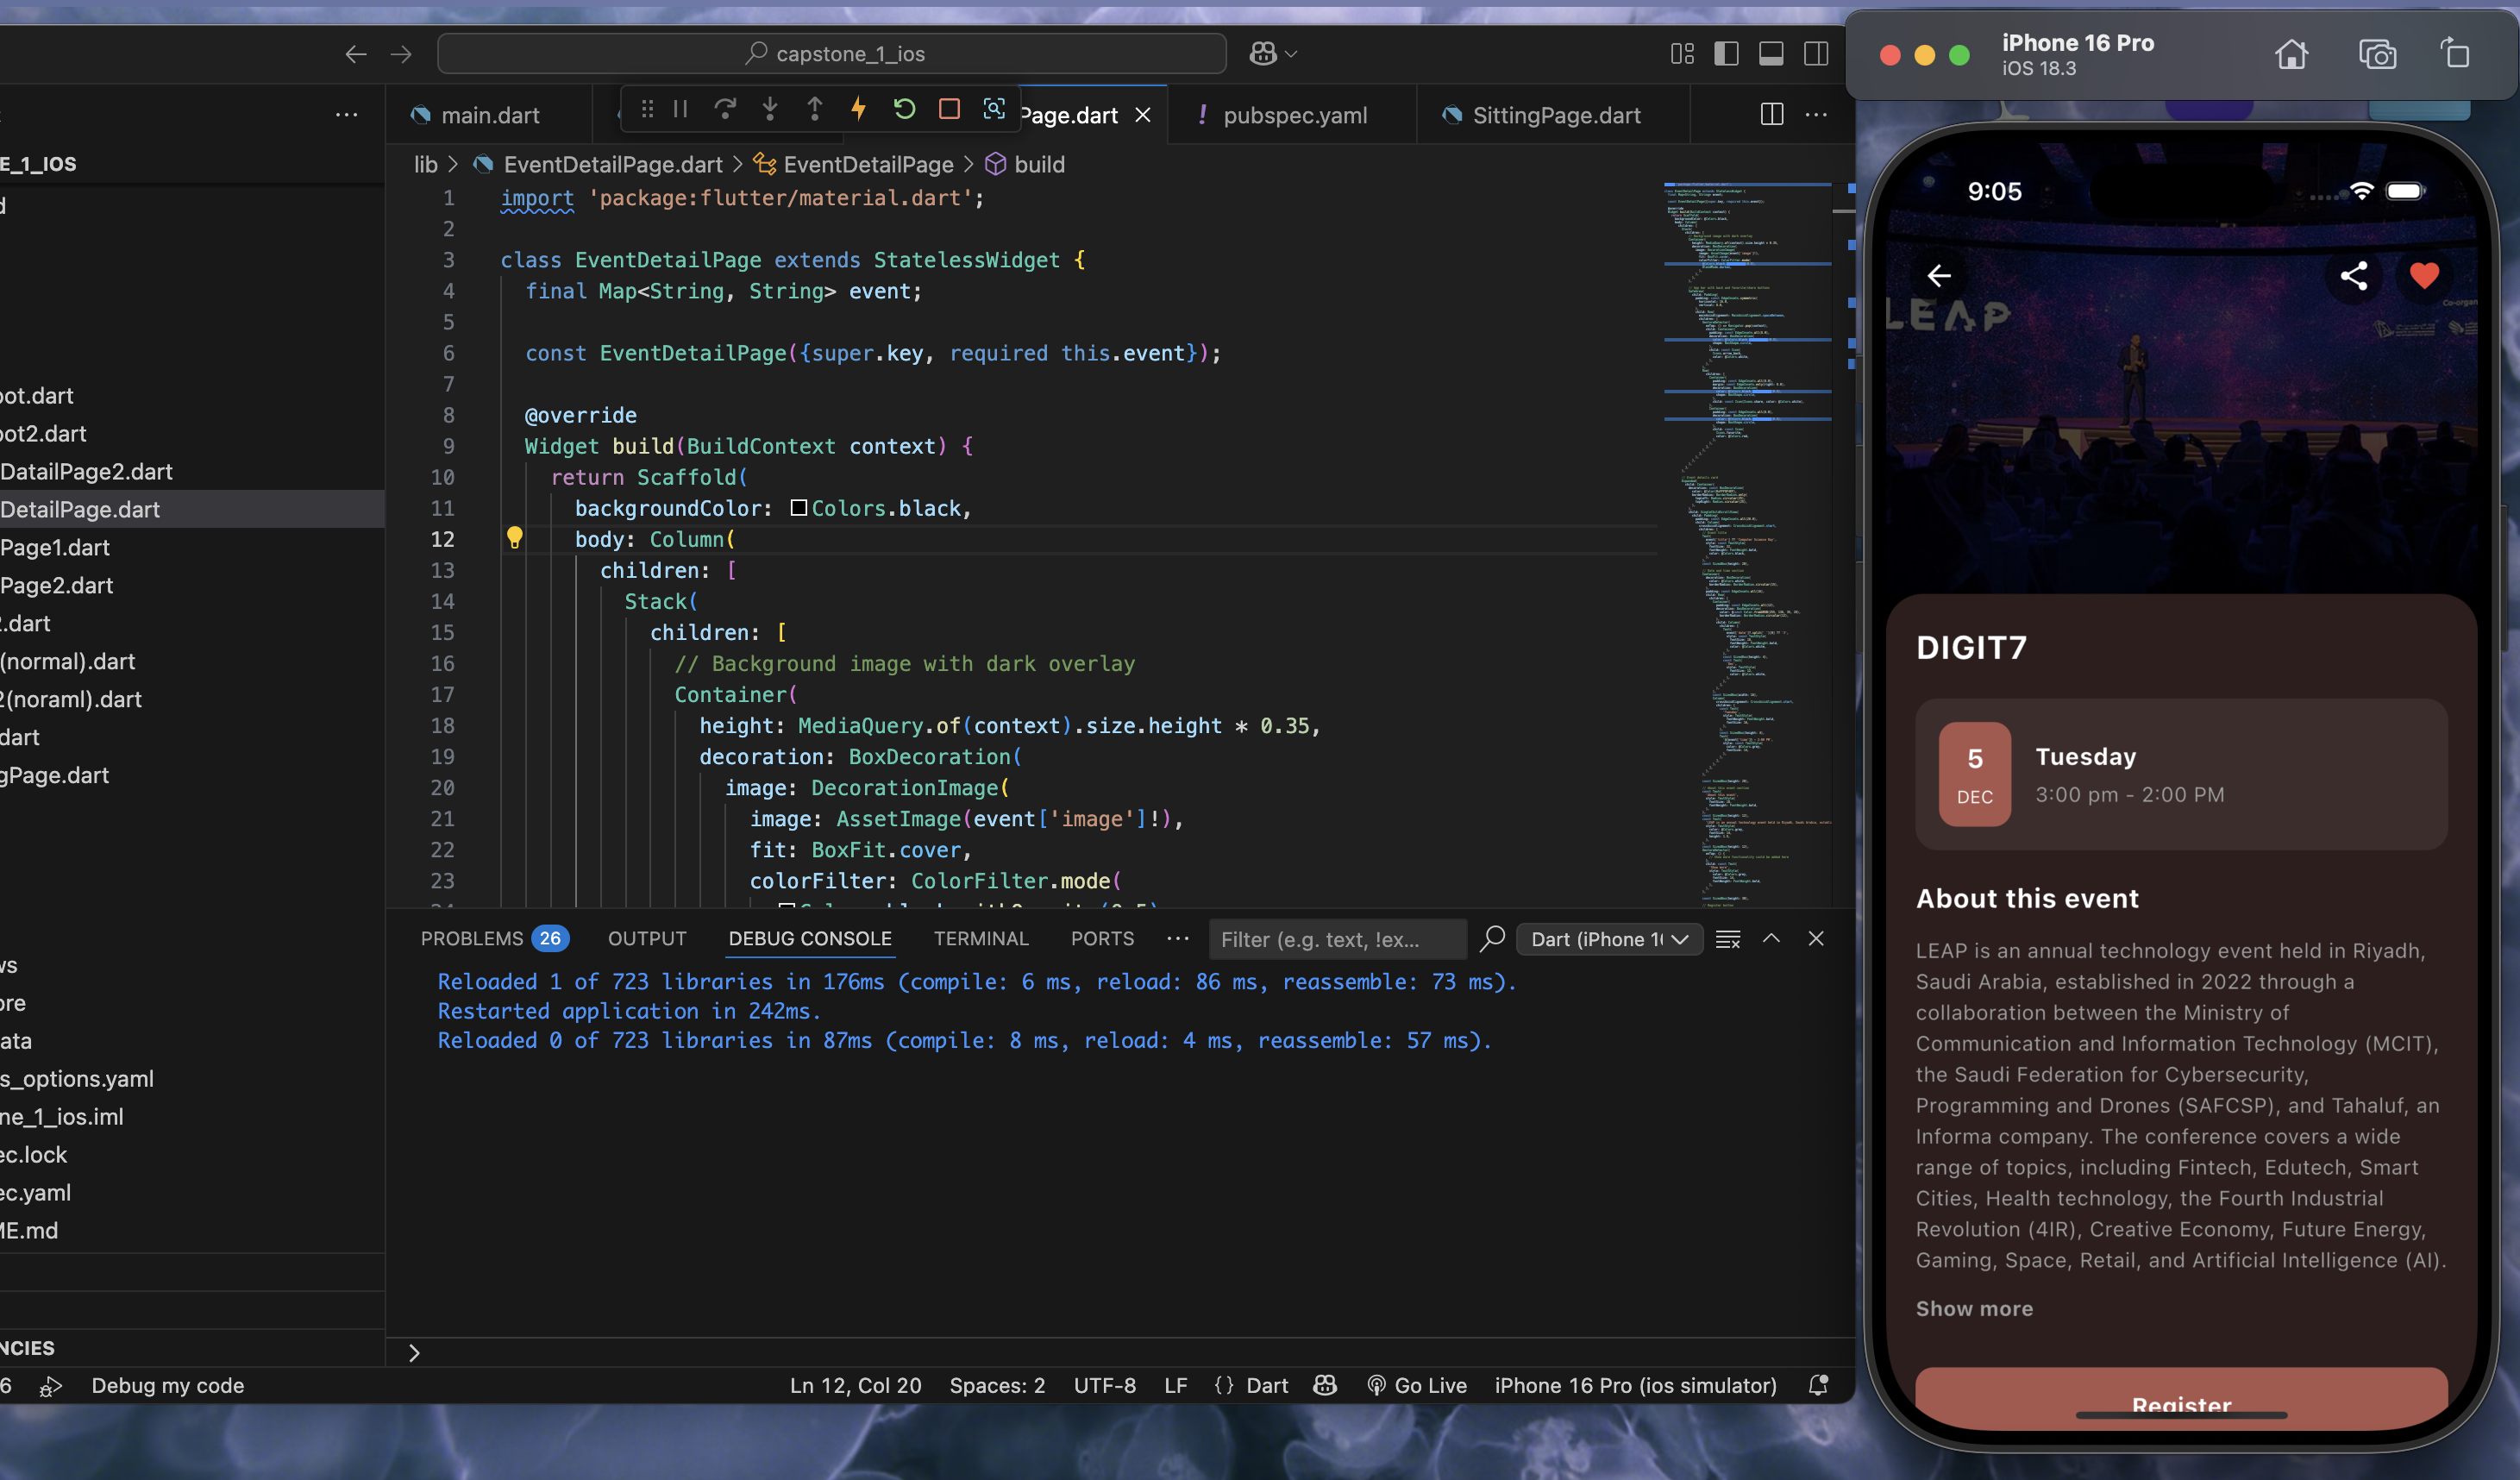 capstone_1_ios
main.dart
Page.dart
pubspec.yaml
SittingPage.dart
lib > EventDetailPage.dart > EventDetailPage > build
E_1_IOS
d
oot.dart
oot2.dart
DatailPage2.dart
DetailPage.dart
Page1.dart
Page2.dart
2.dart
(normal).dart
2(noraml).dart
dart
gPage.dart
ws
ore
ata
s_options.yaml
ne_1_ios.iml
ec.lock
ec.yaml
ME.md
NCIES
1 import 'package:flutter/material.dart';
2
3 class EventDetailPage extends StatelessWidget {
4 final Map<String, String> event;
5
6 const EventDetailPage({super.key, required this.event});
7
8 @override
9 Widget build(BuildContext context) {
10 return Scaffold(
11 backgroundColor: Colors.black,
12 body: Column(
13 children: [
14 Stack(
15 children: [
16 // Background image with dark overlay
17 Container(
18 height: MediaQuery.of(context).size.height * 0.35,
19 decoration: BoxDecoration(
20 image: DecorationImage(
21 image: AssetImage(event['image']!),
22 fit: BoxFit.cover,
23 colorFilter: ColorFilter.mode(
PROBLEMS 26 OUTPUT DEBUG CONSOLE TERMINAL PORTS ... Filter (e.g. text, !ex... Dart (iPhone 1
Reloaded 1 of 723 libraries in 176ms (compile: 6 ms, reload: 86 ms, reassemble: 73 ms).
Restarted application in 242ms.
Reloaded 0 of 723 libraries in 87ms (compile: 8 ms, reload: 4 ms, reassemble: 57 ms).
>
6 Debug my code Ln 12, Col 20 Spaces: 2 UTF-8 LF {} Dart Go Live iPhone 16 Pro (ios simulator)
iPhone 16 Pro
iOS 18.3
9:05
LEAP
Co-organ
DIGIT7
5
DEC
Tuesday
3:00 pm - 2:00 PM
About this event
LEAP is an annual technology event held in Riyadh,
Saudi Arabia, established in 2022 through a
collaboration between the Ministry of
Communication and Information Technology (MCIT),
the Saudi Federation for Cybersecurity,
Programming and Drones (SAFCSP), and Tahaluf, an
Informa company. The conference covers a wide
range of topics, including Fintech, Edutech, Smart
Cities, Health technology, the Fourth Industrial
Revolution (4IR), Creative Economy, Future Energy,
Gaming, Space, Retail, and Artificial Intelligence (AI).
Show more
Register